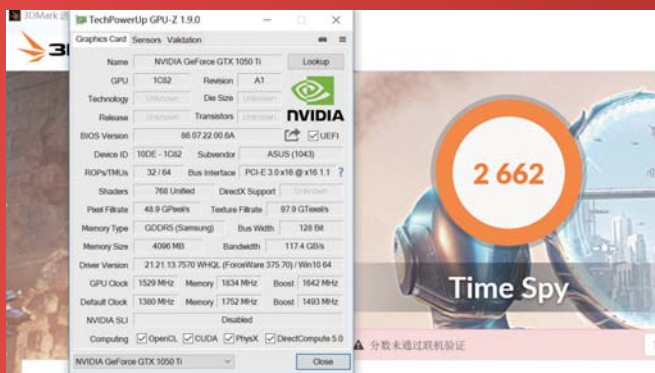 3DMark
TechPowerUp GPU-Z 1.9.0
Graphics Card Sensors Validation
Name NVIDIA GeForce GTX 1050 Ti Lookup
GPU 1C82 Revision A1
Technology Unknown Die Size Unknown
Release Unknown Transistors Unknown
NVIDIA
BIOS Version 86.07.22.00.6A UEFI
Device ID 10DE - 1C82 Subvendor ASUS (1043)
ROPs/TMUs 32 / 64 Bus Interface PCI-E 3.0 x16 @ x16 1.1 ?
Shaders 768 Unified DirectX Support Unknown
Pixel Fillrate 48.9 GPixel/s Texture Fillrate 97.9 GTexel/s
Memory Type GDDR5 (Samsung) Bus Width 128 Bit
Memory Size 4096 MB Bandwidth 117.4 GB/s
Driver Version 21.21.13.7570 WHQL (ForceWare 375.70) / Win10 64
GPU Clock 1529 MHz Memory 1834 MHz Boost 1642 MHz
Default Clock 1380 MHz Memory 1752 MHz Boost 1493 MHz
NVIDIA SLI Disabled
Computing OpenCL CUDA PhysX DirectCompute 5.0
NVIDIA GeForce GTX 1050 Ti Close
2 662
Time Spy
分数未通过联机验证